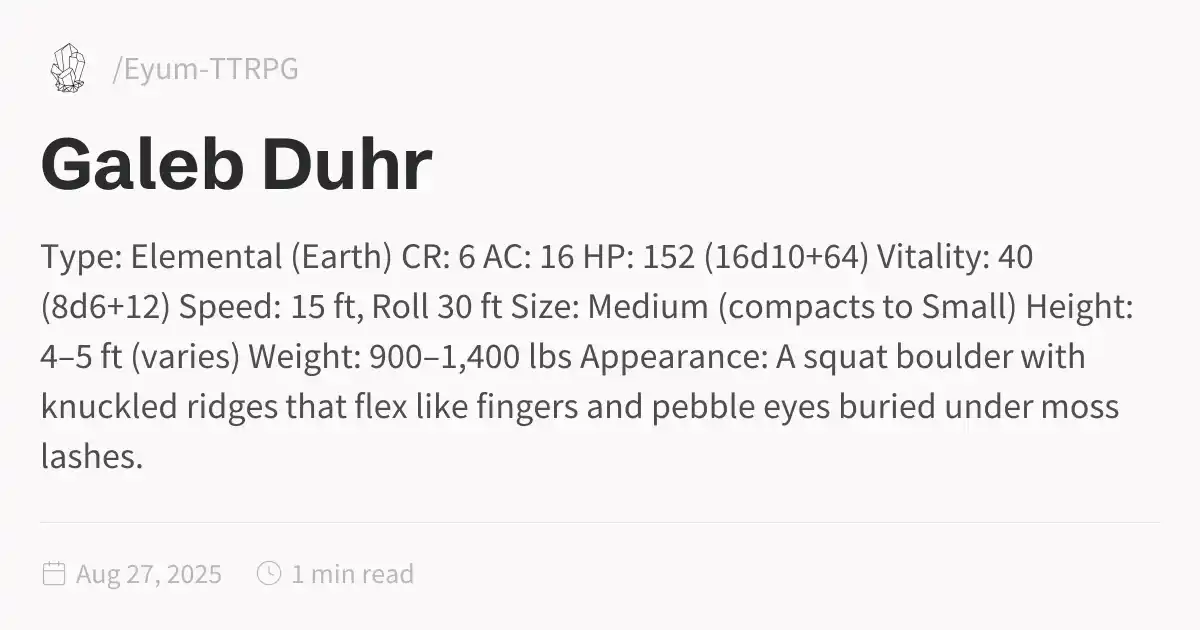 /Eyum-TTRPG
Galeb Duhr
Type: Elemental (Earth) CR: 6 AC: 16 HP: 152 (16d10+64) Vitality: 40
(8d6+12) Speed: 15 ft, Roll 30 ft Size: Medium (compacts to Small) Height:
4–5 ft (varies) Weight: 900–1,400 lbs Appearance: A squat boulder with
knuckled ridges that flex like fingers and pebble eyes buried under moss
lashes.
Aug 27, 2025 1 min read